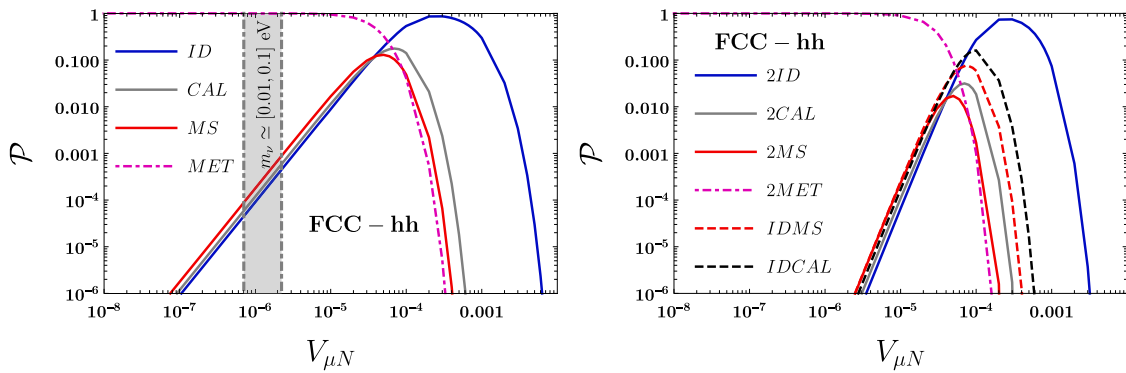 1
0.100
0.010
0.001
10⁻⁴
10⁻⁵
10⁻⁶
𝒫
ID
CAL
MS
MET
m_ν ≃ [0.01, 0.1] eV
FCC − hh
10⁻⁸ 10⁻⁷ 10⁻⁶ 10⁻⁵ 10⁻⁴ 0.001
V_μN
1
0.100
0.010
0.001
10⁻⁴
10⁻⁵
10⁻⁶
𝒫
FCC − hh
2ID
2CAL
2MS
2MET
IDMS
IDCAL
10⁻⁸ 10⁻⁷ 10⁻⁶ 10⁻⁵ 10⁻⁴ 0.001
V_μN